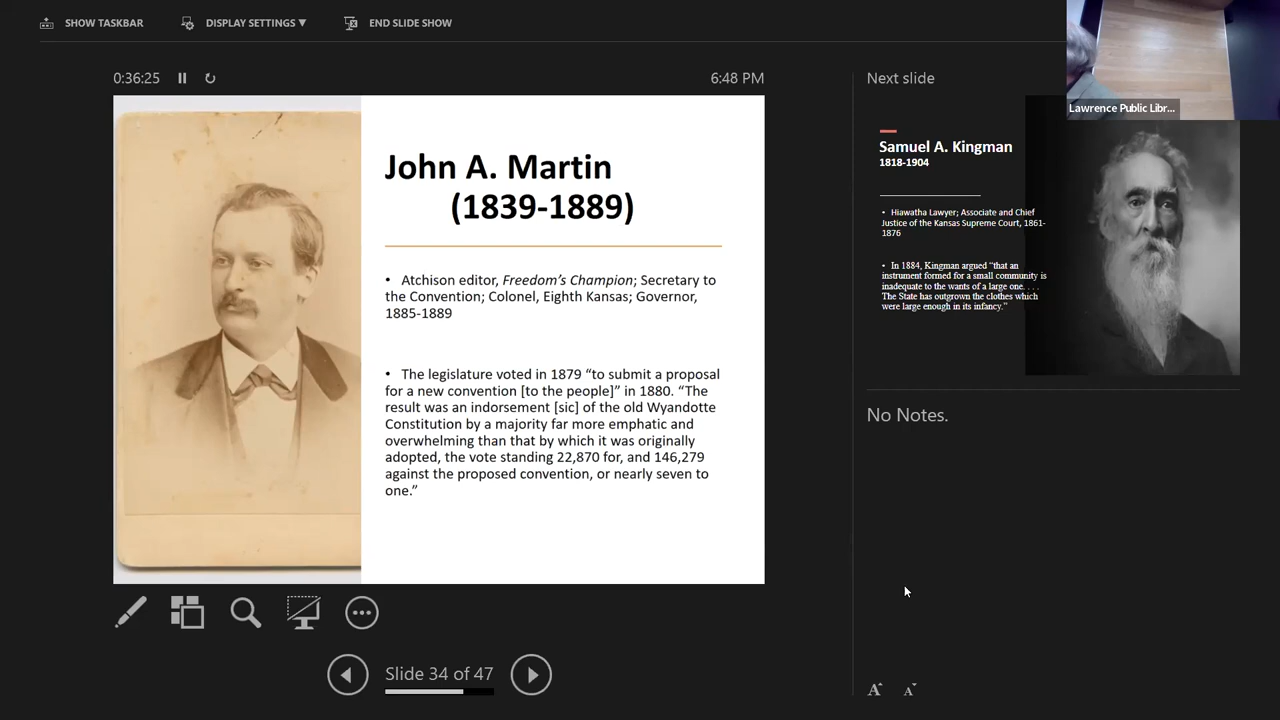 SHOW TASKBAR
DISPLAY SETTINGS ▼
END SLIDE SHOW
0:36:25
6:48 PM
John A. Martin
(1839-1889)
• Atchison editor, Freedom’s Champion; Secretary to
the Convention; Colonel, Eighth Kansas; Governor,
1885-1889
• The legislature voted in 1879 “to submit a proposal
for a new convention [to the people]” in 1880. “The
result was an indorsement [sic] of the old Wyandotte
Constitution by a majority far more emphatic and
overwhelming than that by which it was originally
adopted, the vote standing 22,870 for, and 146,279
against the proposed convention, or nearly seven to
one.”
Slide 34 of 47
Next slide
Lawrence Public Libr...
Samuel A. Kingman
1818-1904
• Hiawatha Lawyer; Associate and Chief
Justice of the Kansas Supreme Court, 1861-
1876
• In 1884, Kingman argued “that an
instrument formed for a small community is
inadequate to the wants of a large one. . . .
The State has outgrown the clothes which
were large enough in its infancy.”
No Notes.
A A